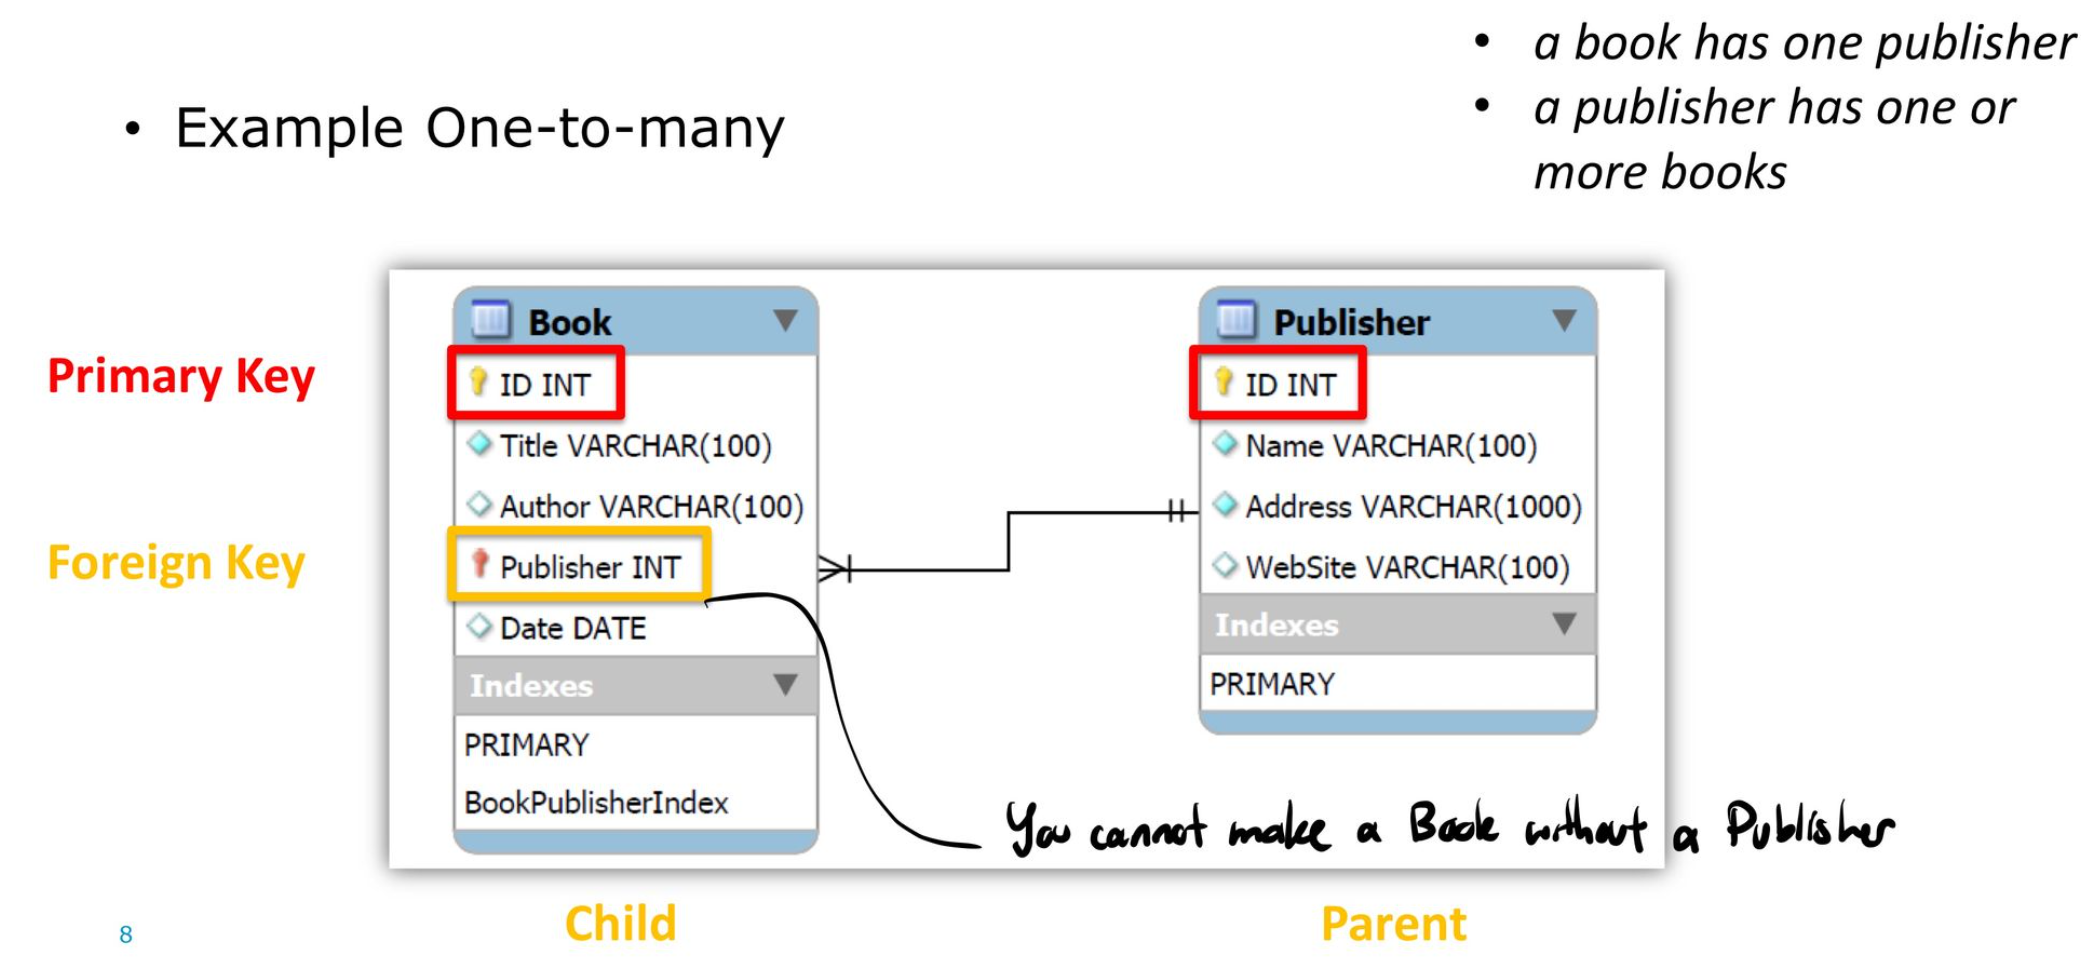 • a book has one publisher
• a publisher has one or
more books
• Example One-to-many
Primary Key
Foreign Key
Book
ID INT
Title VARCHAR(100)
Author VARCHAR(100)
Publisher INT
Date DATE
Indexes
PRIMARY
BookPublisherIndex
Publisher
ID INT
Name VARCHAR(100)
Address VARCHAR(1000)
WebSite VARCHAR(100)
Indexes
PRIMARY
You cannot make a Book without a Publisher
Child
Parent
8